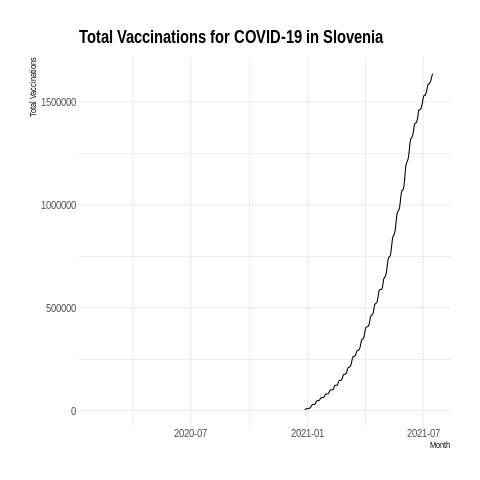 Total Vaccinations for COVID-19 in Slovenia
Total Vaccinations
1500000
1000000
500000
0
2020-07 2021-01 2021-07
Month